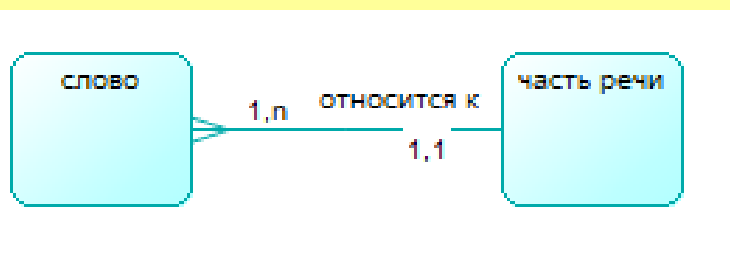 слово
часть речи
1,n
относится к
1,1